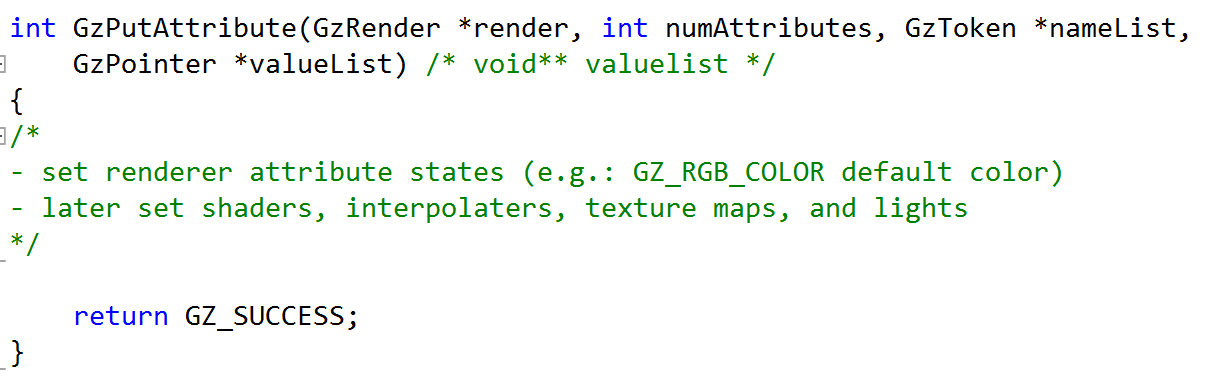 int GzPutAttribute(GzRender *render, int numAttributes, GzToken *nameList,
    GzPointer *valueList) /* void** valuelist */
{
/*
- set renderer attribute states (e.g.: GZ_RGB_COLOR default color)
- later set shaders, interpolaters, texture maps, and lights
*/
    return GZ_SUCCESS;
}